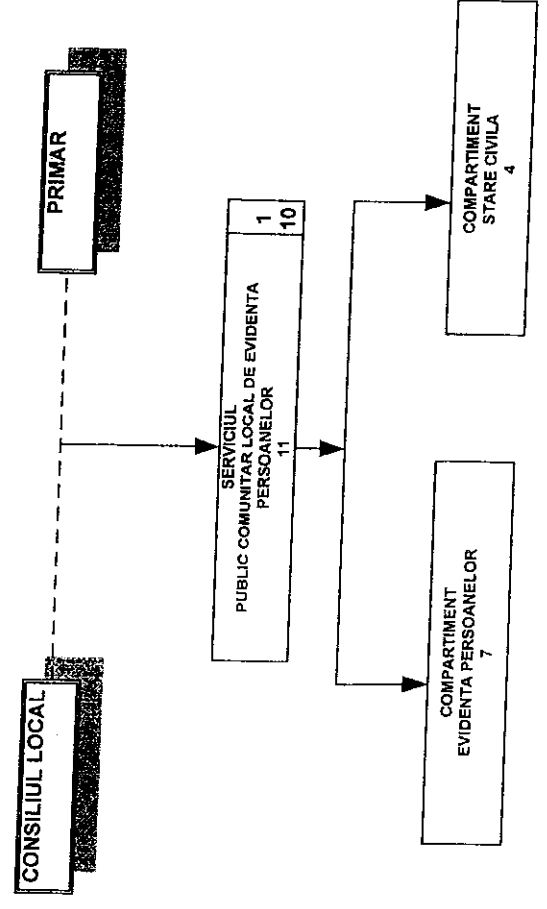 CONSILIUL LOCAL
PRIMAR
SERVICIUL
PUBLIC COMUNITAR LOCAL DE EVIDENTA
PERSOANELOR
11
1
10
COMPARTIMENT
EVIDENTA PERSOANELOR
7
COMPARTIMENT
STARE CIVILA
4